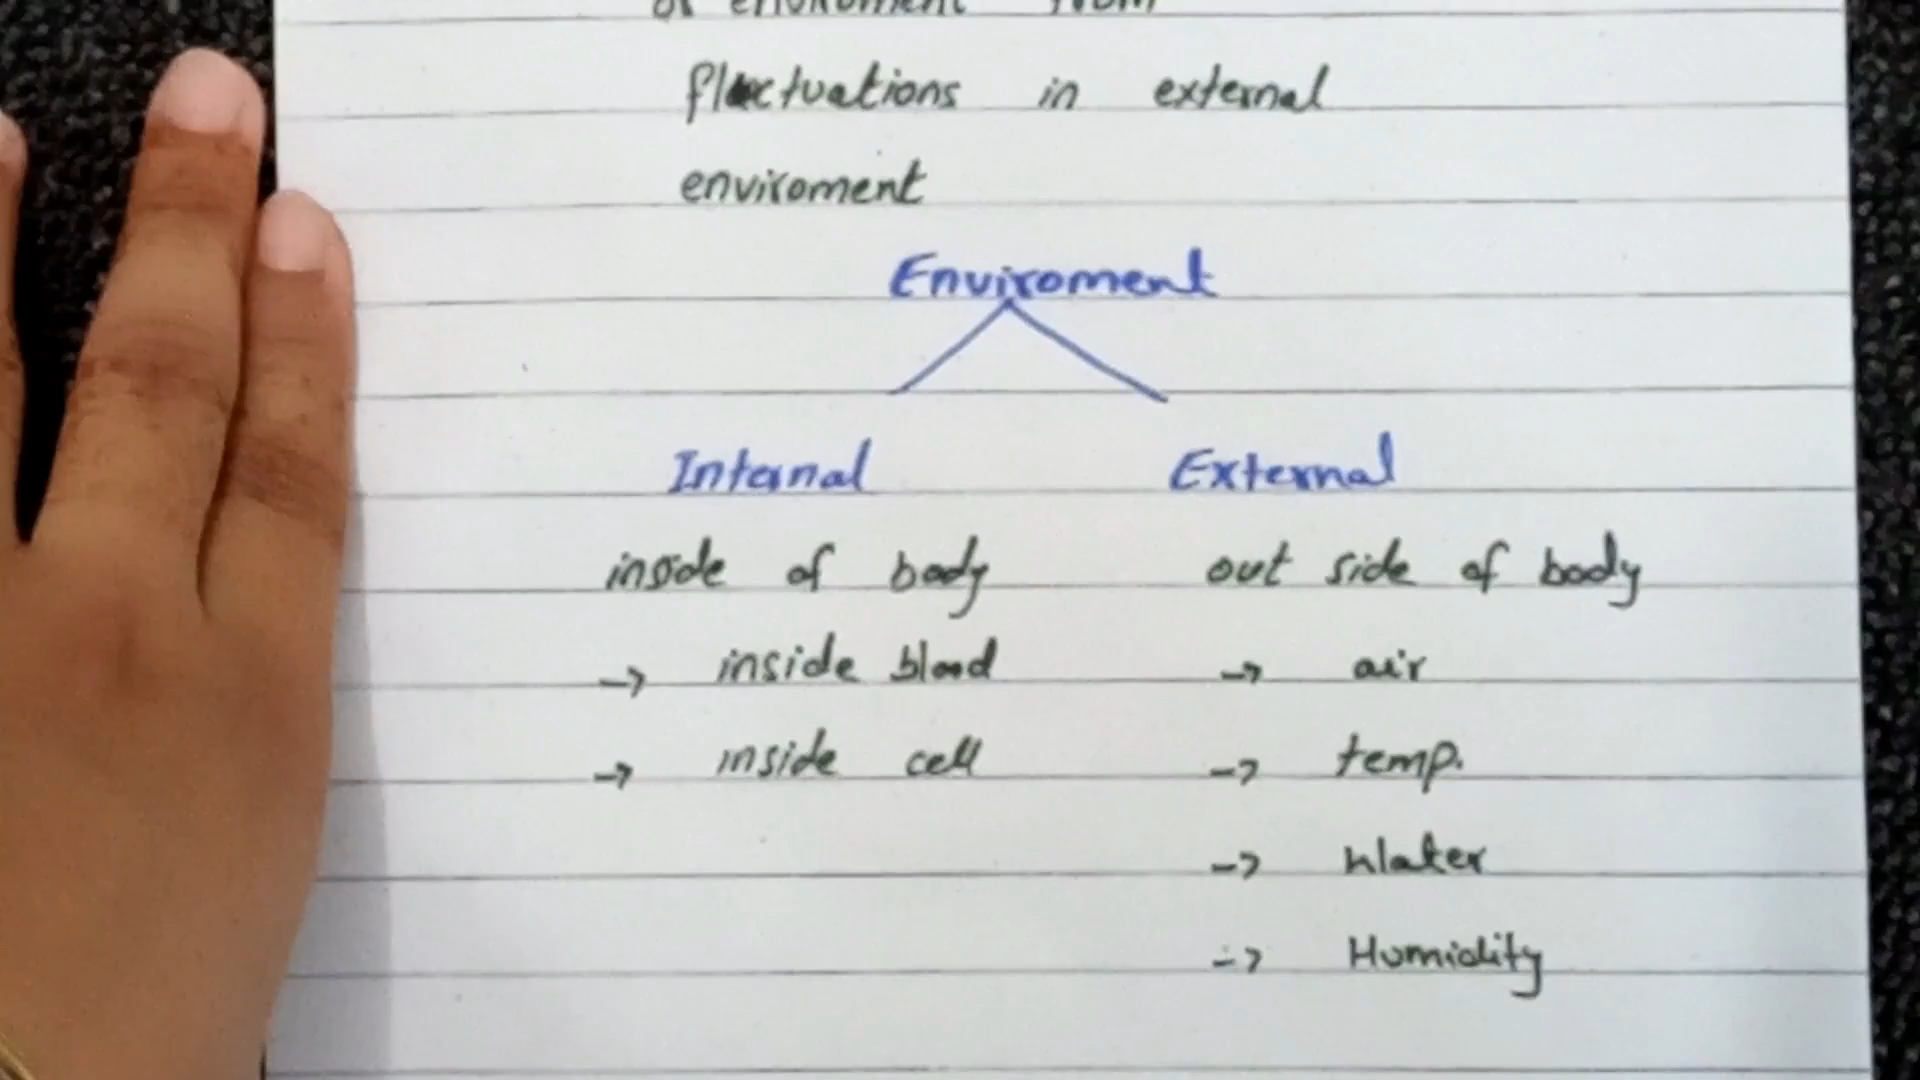 fluctuations in external
enviroment
Enviroment
Internal External
inside of body out side of body
→ inside blood → air
→ inside cell → temp.
→ Water
→ Humidity